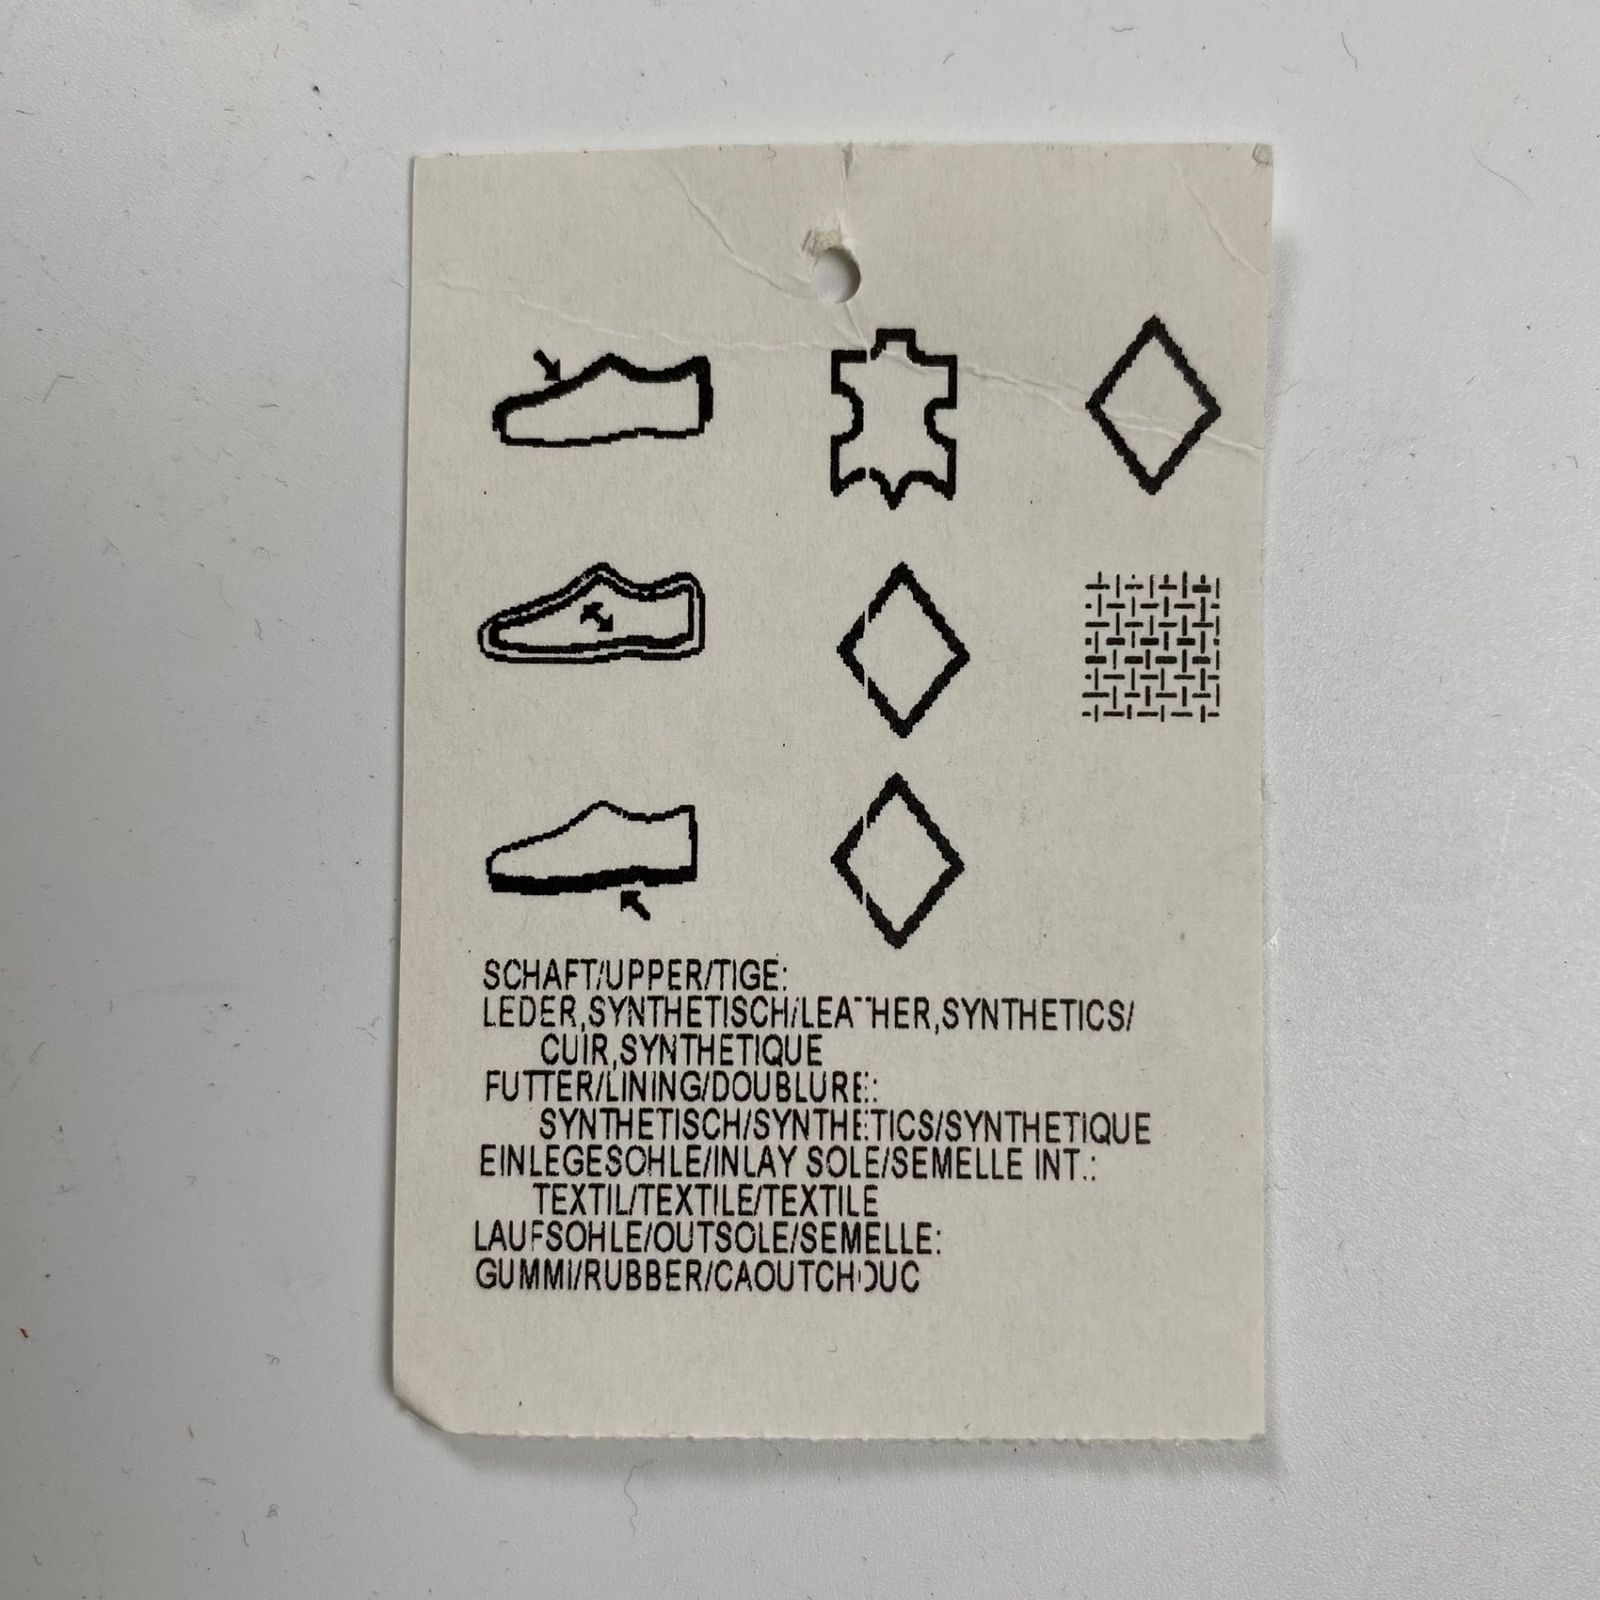 SCHAFT/UPPER/TIGE:
LEDER,SYNTHETISCH/LEATHER,SYNTHETICS/
CUIR,SYNTHETIQUE
FUTTER/LINING/DOUBLURE:
SYNTHETISCH/SYNTHETICS/SYNTHETIQUE
EINLEGESOHLE/INLAY SOLE/SEMELLE INT.:
TEXTIL/TEXTILE/TEXTILE
LAUFSOHLE/OUTSOLE/SEMELLE:
GUMMI/RUBBER/CAOUTCHOUC